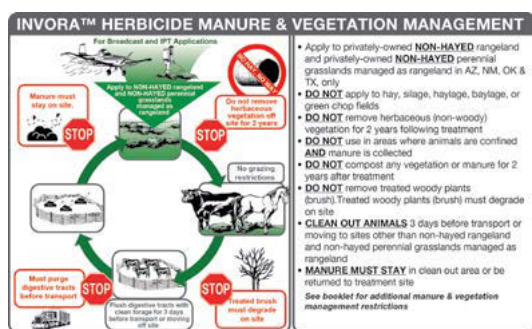 INVORA™ HERBICIDE MANURE & VEGETATION MANAGEMENT
For Broadcast and IPT Applications
Apply to NON-HAYED rangeland
and NON-HAYED perennial
grasslands
managed as
rangeland
NO HAY, NO WAY
Manure must
stay on site.
STOP
Do not remove
herbaceous
vegetation off
site for 2 years
STOP
No grazing
restrictions
Must purge
digestive tracts
before transport
STOP
Flush digestive tracts with
clean forage for 3 days
before transport or moving
off site
STOP
Treated brush
must degrade
on site
• Apply to privately-owned NON-HAYED rangeland
and privately-owned NON-HAYED perennial
grasslands managed as rangeland in AZ, NM, OK &
TX, only
• DO NOT apply to hay, silage, haylage, baylage, or
green chop fields
• DO NOT remove herbaceous (non-woody)
vegetation for 2 years following treatment
• DO NOT use in areas where animals are confined
AND manure is collected
• DO NOT compost any vegetation or manure for 2
years after treatment
• DO NOT remove treated woody plants
(brush).Treated woody plants (brush) must degrade
on site
• CLEAN OUT ANIMALS 3 days before transport or
moving to sites other than non-hayed rangeland
and non-hayed perennial grasslands managed as
rangeland
• MANURE MUST STAY in clean out area or be
returned to treatment site
See booklet for additional manure & vegetation
management restrictions